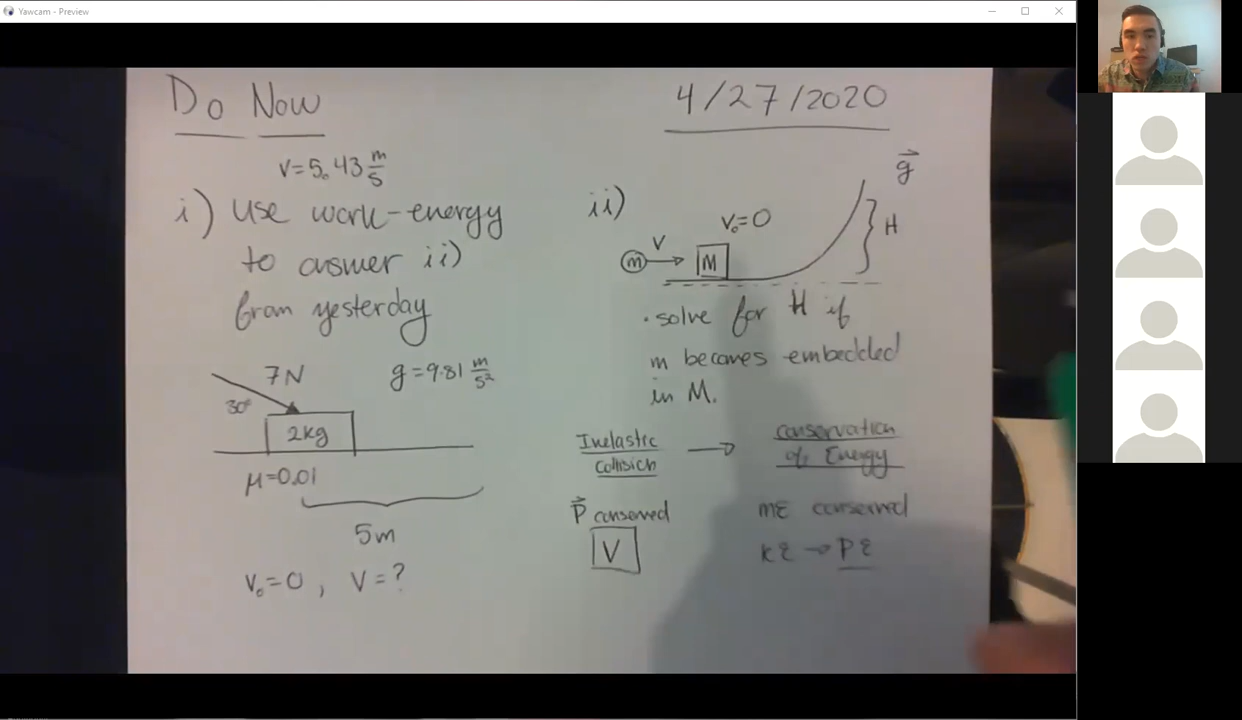 Yawcam - Preview
Do Now
4/27/2020
V=5.43 m/s
i) Use work-energy
to answer ii)
from yesterday
7N
30°
g=9.81 m/s²
2kg
μ=0.01
5m
V₀=0, V=?
ii)
g⃗
V₀=0
H
m
V
M
• solve for H if
m becomes embedded
in M.
Inelastic
Collision
conservation
of Energy
P⃗ conserved
V
mE conserved
KE → PE